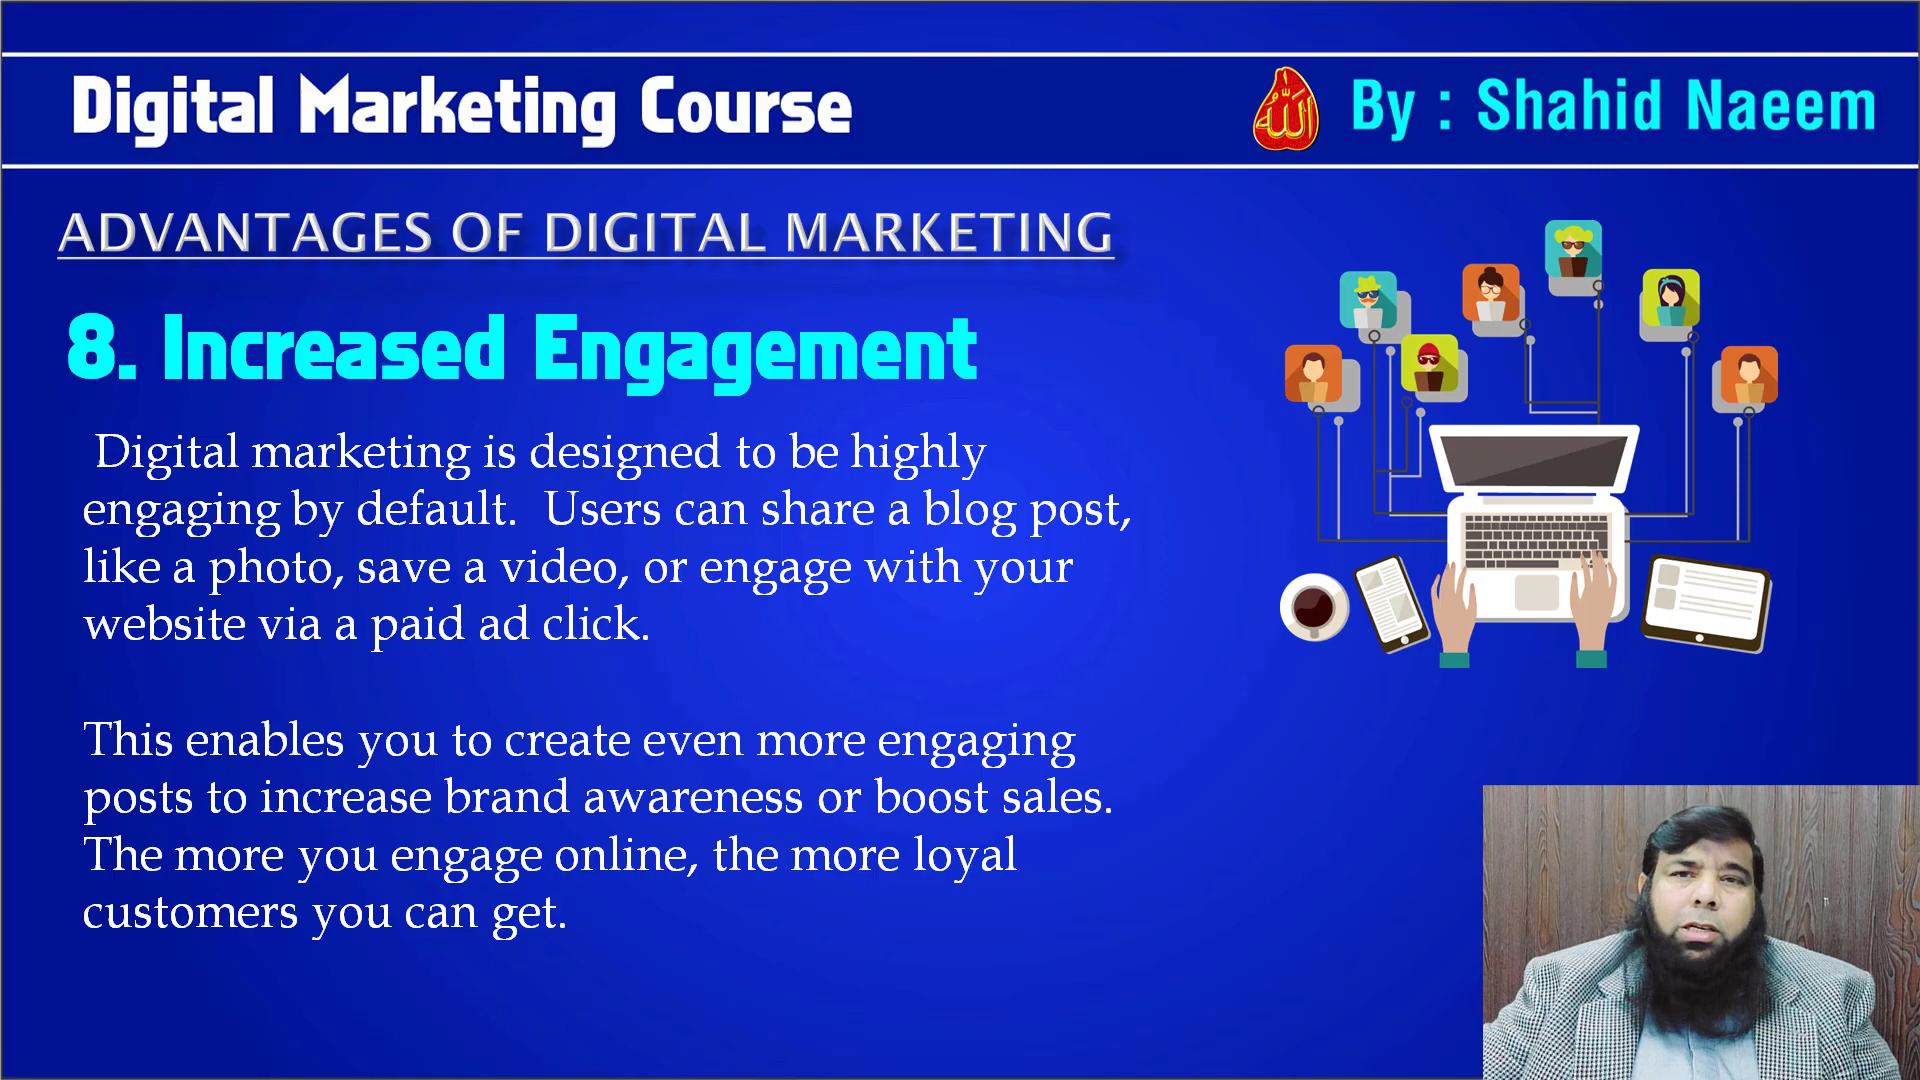 Digital Marketing Course
الله
By : Shahid Naeem
ADVANTAGES OF DIGITAL MARKETING
8. Increased Engagement
Digital marketing is designed to be highly
engaging by default.  Users can share a blog post,
like a photo, save a video, or engage with your
website via a paid ad click.
This enables you to create even more engaging
posts to increase brand awareness or boost sales.
The more you engage online, the more loyal
customers you can get.